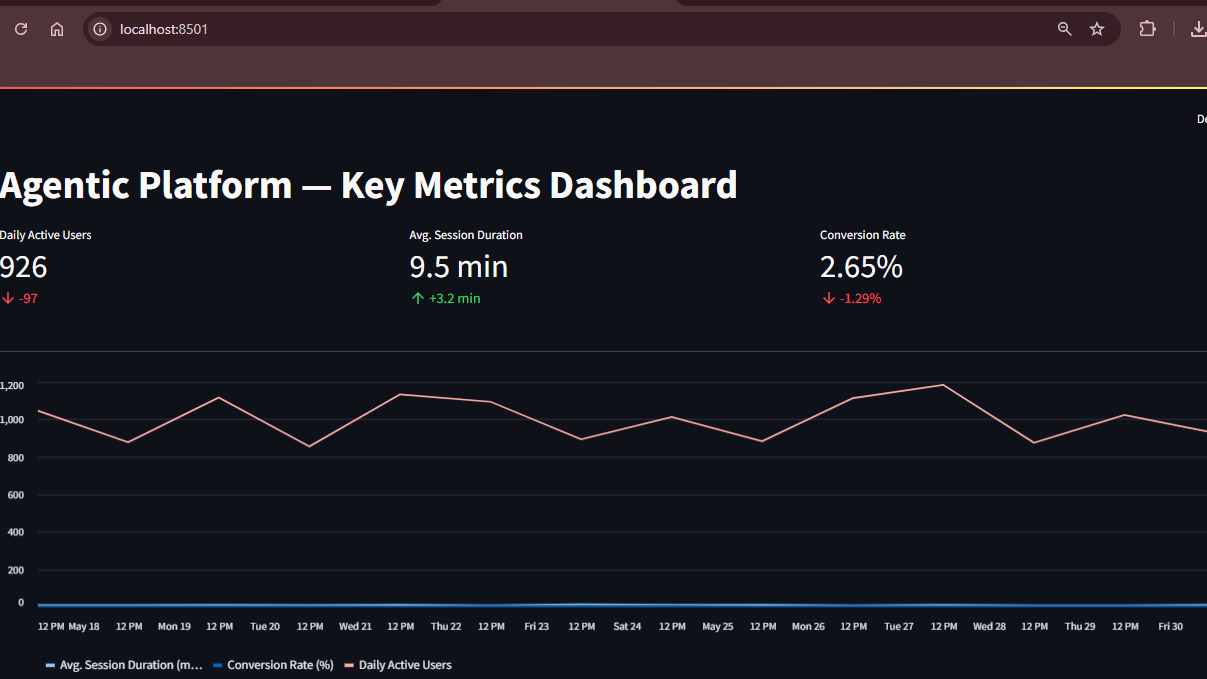 localhost:8501
Agentic Platform — Key Metrics Dashboard
Daily Active Users Avg. Session Duration Conversion Rate
926 9.5 min 2.65%
↓ -97 ↑ +3.2 min ↓ -1.29%
1,200
1,000
800
600
400
200
0
12 PM May 18 12 PM Mon 19 12 PM Tue 20 12 PM Wed 21 12 PM Thu 22 12 PM Fri 23 12 PM Sat 24 12 PM May 25 12 PM Mon 26 12 PM Tue 27 12 PM Wed 28 12 PM Thu 29 12 PM Fri 30
Avg. Session Duration (m... Conversion Rate (%) Daily Active Users